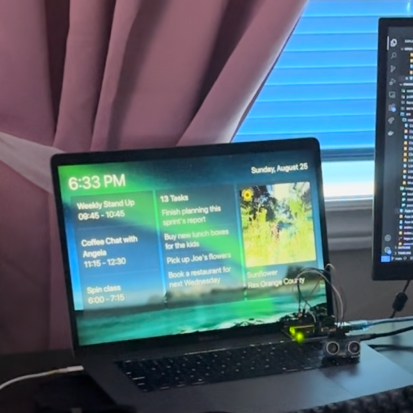 6:33 PM
Sunday, August 25
Weekly Stand Up
09:45 - 10:45
Coffee Chat with
Angela
11:15 - 12:30
Spin class
6:00 - 7:15
13 Tasks
Finish planning this
sprint's report
Buy new lunch boxes
for the kids
Pick up Joe's flowers
Book a restaurant for
next Wednesday
Sunflower
Rex Orange County